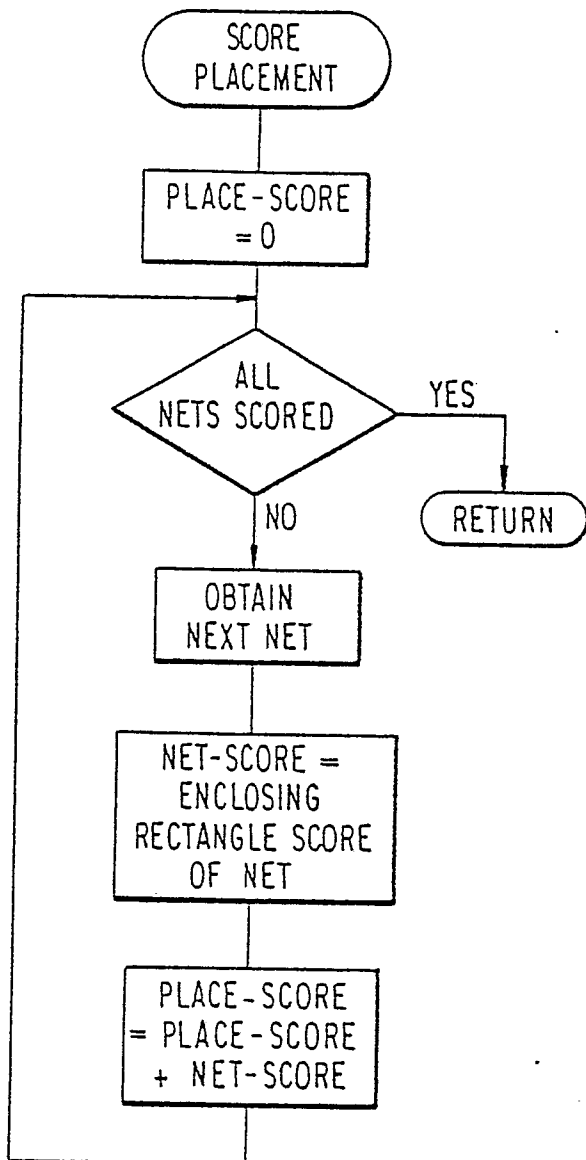 SCORE
PLACEMENT
PLACE-SCORE
= 0
ALL
NETS SCORED
YES
NO
RETURN
OBTAIN
NEXT NET
NET-SCORE =
ENCLOSING
RECTANGLE SCORE
OF NET
PLACE-SCORE
= PLACE-SCORE
+ NET-SCORE